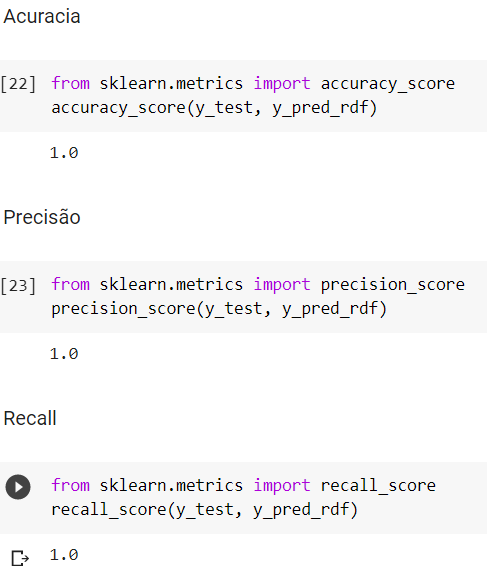 Acuracia
[22] from sklearn.metrics import accuracy_score
accuracy_score(y_test, y_pred_rdf)
1.0
Precisão
[23] from sklearn.metrics import precision_score
precision_score(y_test, y_pred_rdf)
1.0
Recall
from sklearn.metrics import recall_score
recall_score(y_test, y_pred_rdf)
1.0